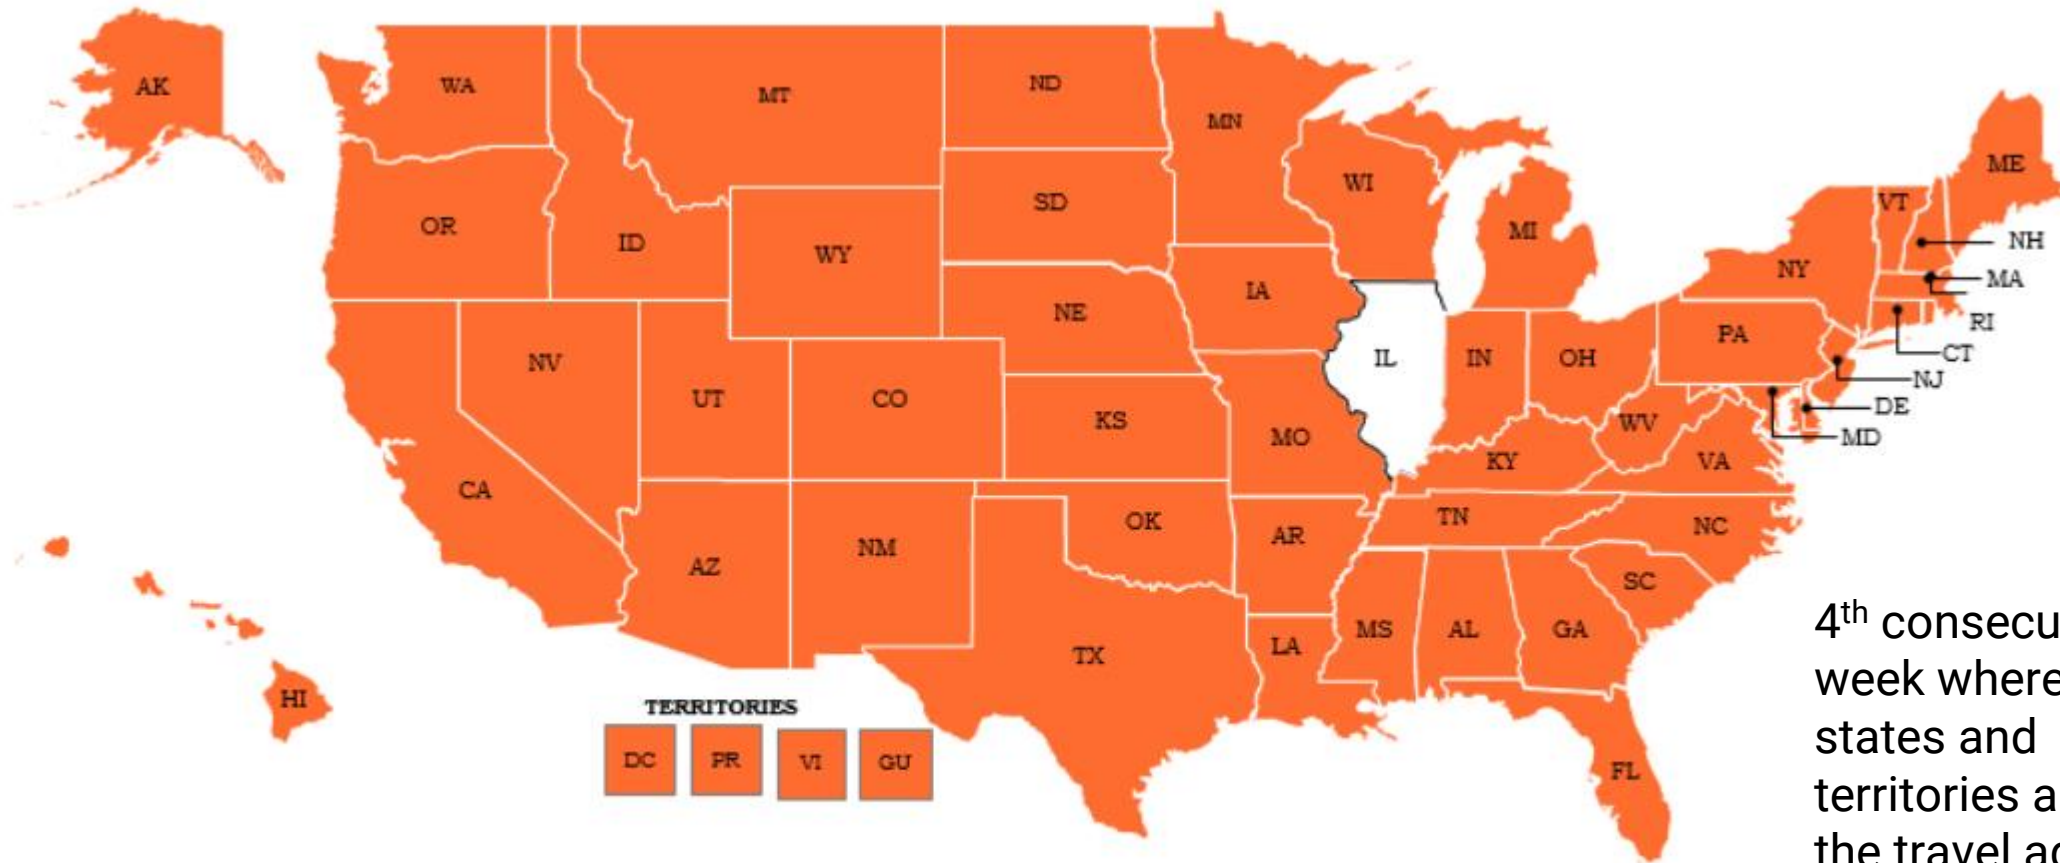 AK
WA
MT
ND
MN
ME
OR
ID
WY
SD
WI
MI
VT
NH
NY
MA
RI
NE
IA
PA
CT
NV
UT
CO
KS
IL
IN
OH
NJ
DE
MD
WV
MO
KY
VA
CA
AZ
NM
OK
AR
TN
NC
SC
TX
LA
MS
AL
GA
HI
FL
TERRITORIES
DC PR VI GU
4th consecu
week where
states and
territories a
the travel ad